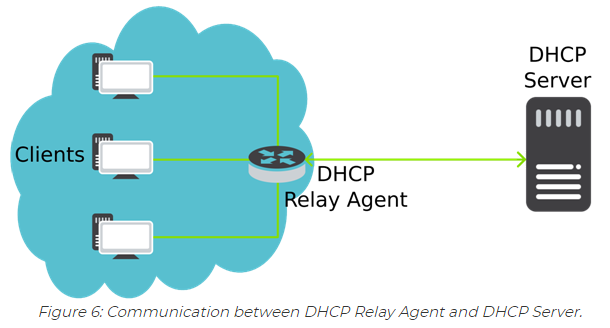 DHCP
Server
Clients
DHCP
Relay Agent
Figure 6: Communication between DHCP Relay Agent and DHCP Server.